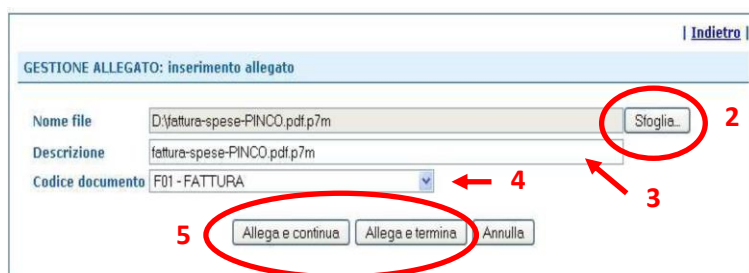 | Indietro |
GESTIONE ALLEGATO: inserimento allegato
Nome file D:\fattura-spese-PINCO.pdf.p7m Sfoglia... 2
Descrizione fattura-spese-PINCO.pdf.p7m
3
Codice documento F01 - FATTURA 4
5 Allega e continua Allega e termina Annulla